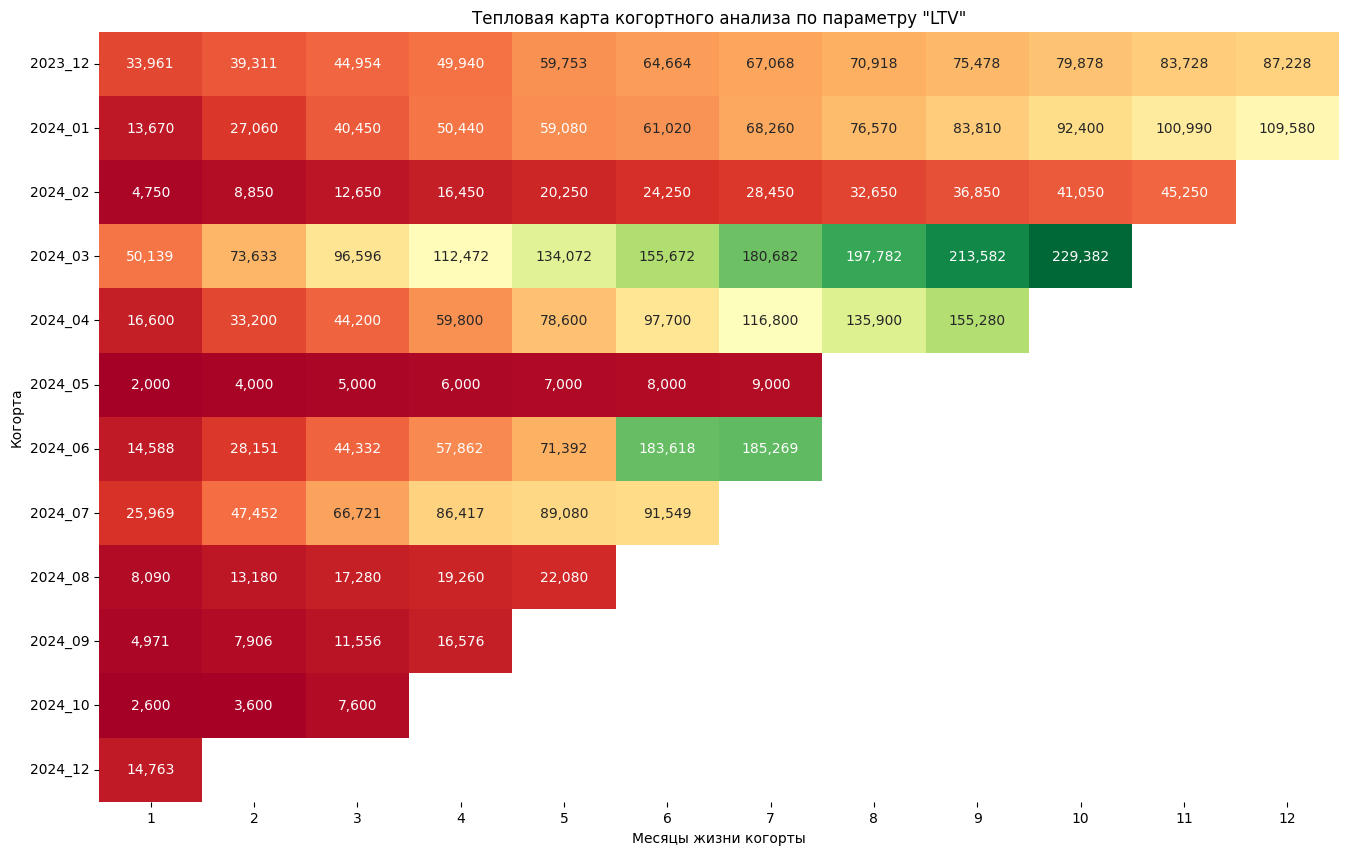 Тепловая карта когортного анализа по параметру "LTV"
Когорта
2023_12 33,961 39,311 44,954 49,940 59,753 64,664 67,068 70,918 75,478 79,878 83,728 87,228
2024_01 13,670 27,060 40,450 50,440 59,080 61,020 68,260 76,570 83,810 92,400 100,990 109,580
2024_02 4,750 8,850 12,650 16,450 20,250 24,250 28,450 32,650 36,850 41,050 45,250
2024_03 50,139 73,633 96,596 112,472 134,072 155,672 180,682 197,782 213,582 229,382
2024_04 16,600 33,200 44,200 59,800 78,600 97,700 116,800 135,900 155,280
2024_05 2,000 4,000 5,000 6,000 7,000 8,000 9,000
2024_06 14,588 28,151 44,332 57,862 71,392 183,618 185,269
2024_07 25,969 47,452 66,721 86,417 89,080 91,549
2024_08 8,090 13,180 17,280 19,260 22,080
2024_09 4,971 7,906 11,556 16,576
2024_10 2,600 3,600 7,600
2024_12 14,763
1 2 3 4 5 6 7 8 9 10 11 12
Месяцы жизни когорты